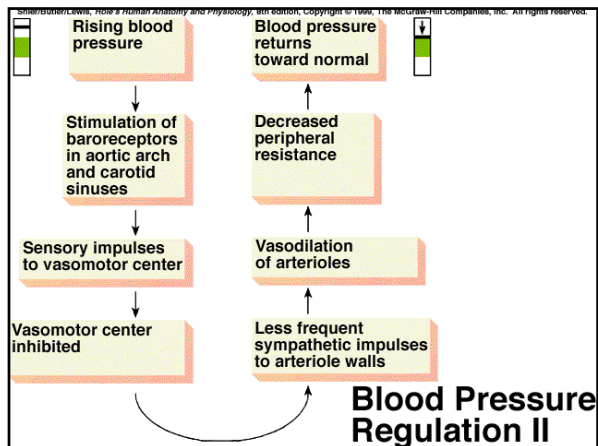 Shier/Butler/Lewis, Hole's Human Anatomy and Physiology, 8th edition, Copyright © 1999, The McGraw-Hill Companies, Inc. All rights reserved.
Rising blood
pressure
Stimulation of
baroreceptors
in aortic arch
and carotid
sinuses
Sensory impulses
to vasomotor center
Vasomotor center
inhibited
Less frequent
sympathetic impulses
to arteriole walls
Vasodilation
of arterioles
Decreased
peripheral
resistance
Blood pressure
returns
toward normal
Blood Pressure
Regulation II